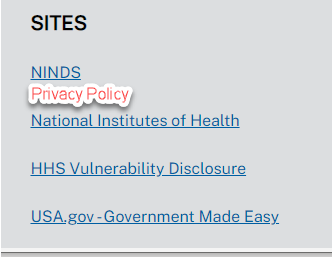 SITES
NINDS
Privacy Policy
National Institutes of Health
HHS Vulnerability Disclosure
USA.gov - Government Made Easy